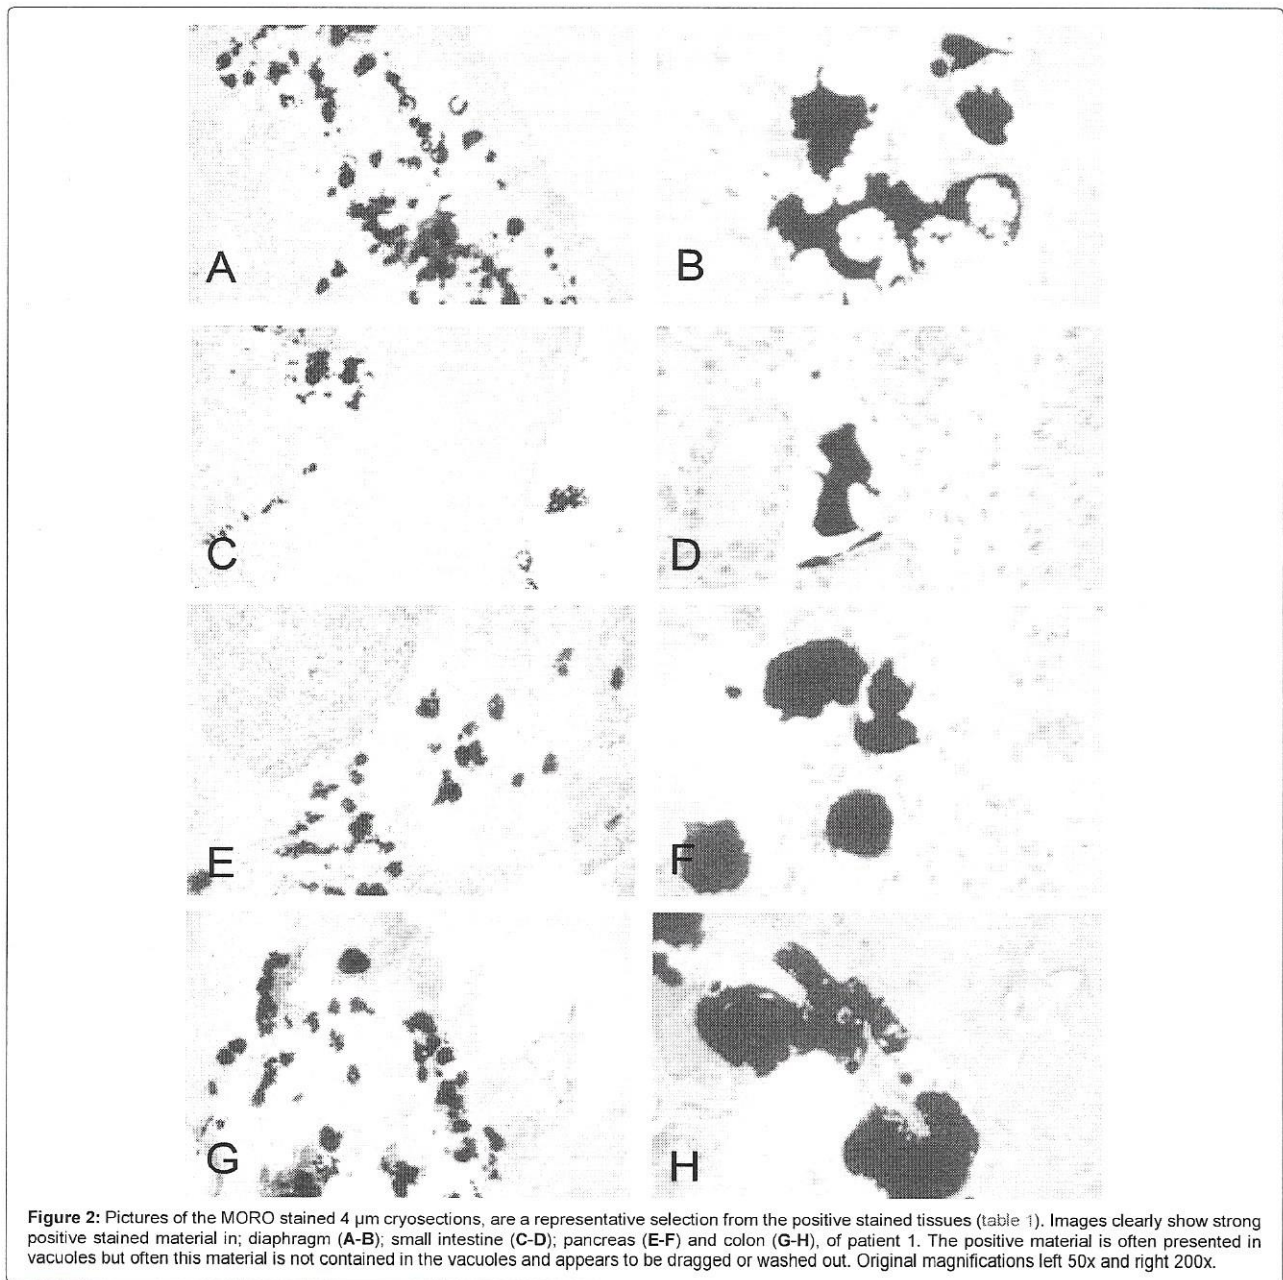 A
B
C
D
E
F
G
H
Figure 2: Pictures of the MORO stained 4 µm cryosections, are a representative selection from the positive stained tissues (table 1). Images clearly show strong
positive stained material in; diaphragm (A-B); small intestine (C-D); pancreas (E-F) and colon (G-H), of patient 1. The positive material is often presented in
vacuoles but often this material is not contained in the vacuoles and appears to be dragged or washed out. Original magnifications left 50x and right 200x.